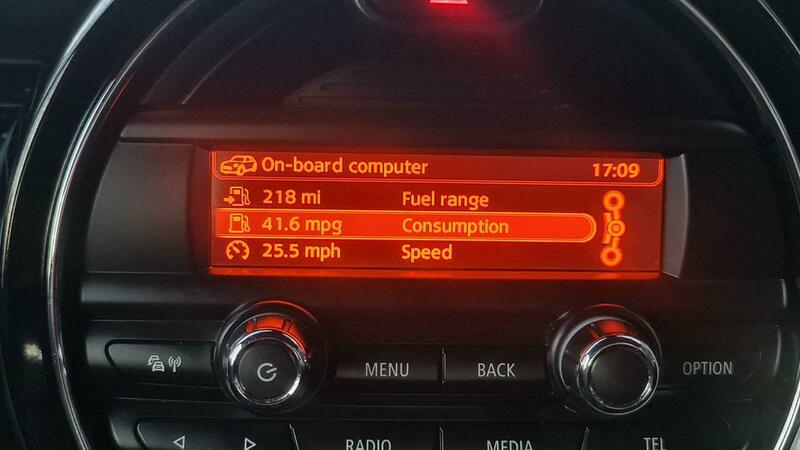 On-board computer 17:09
218 mi Fuel range
41.6 mpg Consumption
25.5 mph Speed
MENU BACK OPTION
RADIO MEDIA TEL